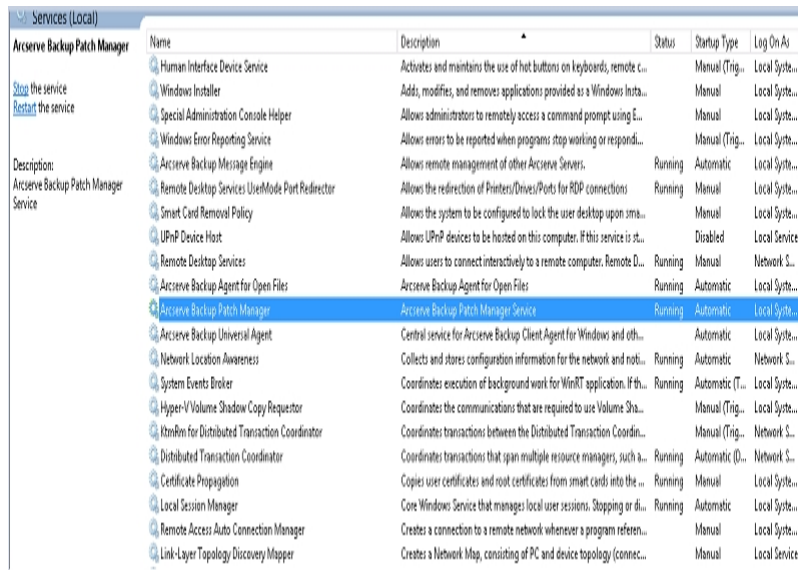 Services (Local)
Arcserve Backup Patch Manager
Stop the service
Restart the service
Description:
Arcserve Backup Patch Manager
Service
Name Description Status Startup Type Log On As
Human Interface Device Service Activates and maintains the use of hot buttons on keyboards, remote c... Manual (Trig... Local Syste...
Windows Installer Adds, modifies, and removes applications provided as a Windows Insta... Manual Local Syste...
Special Administration Console Helper Allows administrators to remotely access a command prompt using E... Manual Local Syste...
Windows Error Reporting Service Allows errors to be reported when programs stop working or respondi... Manual (Trig... Local Syste...
Arcserve Backup Message Engine Allows remote management of other Arcserve Servers. Running Automatic Local Syste...
Remote Desktop Services UserMode Port Redirector Allows the redirection of Printers/Drives/Ports for RDP connections Running Manual Local Syste...
Smart Card Removal Policy Allows the system to be configured to lock the user desktop upon sma... Manual Local Syste...
UPnP Device Host Allows UPnP devices to be hosted on this computer. If this service is st... Disabled Local Service
Remote Desktop Services Allows users to connect interactively to a remote computer. Remote D... Running Manual Network S...
Arcserve Backup Agent for Open Files Arcserve Backup Agent for Open Files Running Automatic Local Syste...
Arcserve Backup Patch Manager Arcserve Backup Patch Manager Service Running Automatic Local Syste...
Arcserve Backup Universal Agent Central service for Arcserve Backup Client Agent for Windows and oth... Automatic Local Syste...
Network Location Awareness Collects and stores configuration information for the network and noti... Running Automatic Network S...
System Events Broker Coordinates execution of background work for WinRT application. If th... Running Automatic (T... Local Syste...
Hyper-V Volume Shadow Copy Requestor Coordinates the communications that are required to use Volume Sha... Manual (Trig... Local Syste...
KtmRm for Distributed Transaction Coordinator Coordinates transactions between the Distributed Transaction Coordin... Manual (Trig... Network S...
Distributed Transaction Coordinator Coordinates transactions that span multiple resource managers, such a... Running Automatic (D... Network S...
Certificate Propagation Copies user certificates and root certificates from smart cards into the ... Running Manual Local Syste...
Local Session Manager Core Windows Service that manages local user sessions. Stopping or di... Running Automatic Local Syste...
Remote Access Auto Connection Manager Creates a connection to a remote network whenever a program referen... Manual Local Syste...
Link-Layer Topology Discovery Mapper Creates a Network Map, consisting of PC and device topology (connec... Manual Local Service